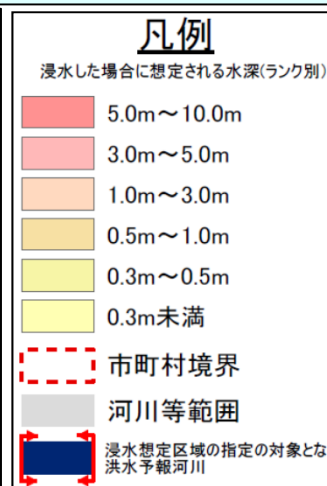 凡例
浸水した場合に想定される水深(ランク別)
5.0m～10.0m
3.0m～5.0m
1.0m～3.0m
0.5m～1.0m
0.3m～0.5m
0.3m未満
市町村境界
河川等範囲
浸水想定区域の指定の対象とな
洪水予報河川